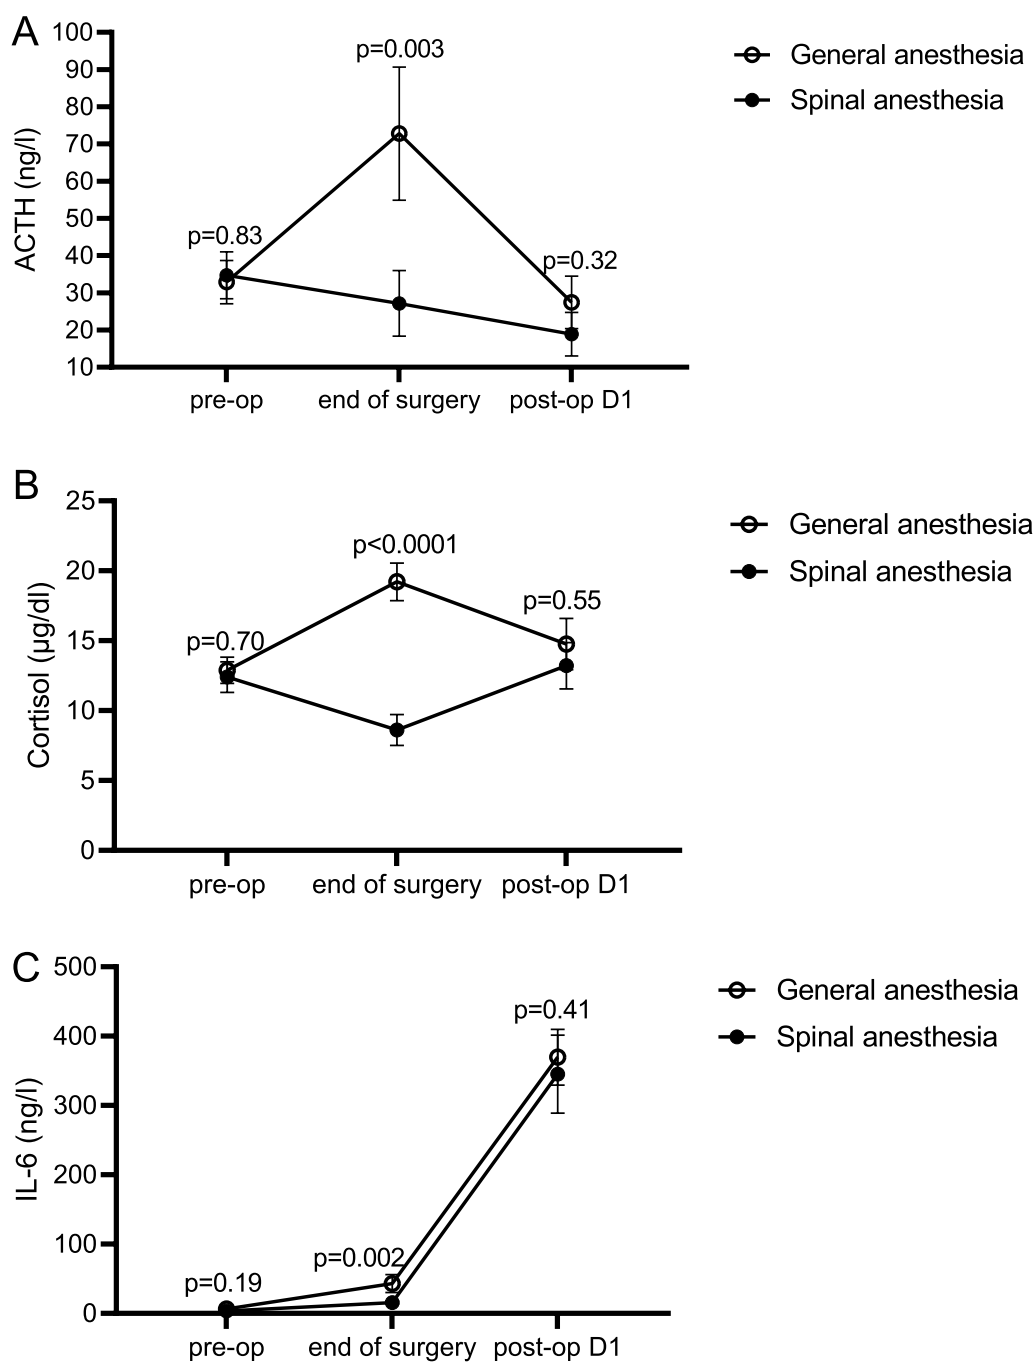 A
100
90
80
70
60
50
40
30
20
10
ACTH (ng/l)
p=0.83
p=0.003
p=0.32
pre-op
end of surgery
post-op D1
General anesthesia
Spinal anesthesia
B
25
20
15
10
5
0
Cortisol (µg/dl)
p=0.70
p<0.0001
p=0.55
pre-op
end of surgery
post-op D1
General anesthesia
Spinal anesthesia
C
500
400
300
200
100
0
IL-6 (ng/l)
p=0.19
p=0.002
p=0.41
pre-op
end of surgery
post-op D1
General anesthesia
Spinal anesthesia